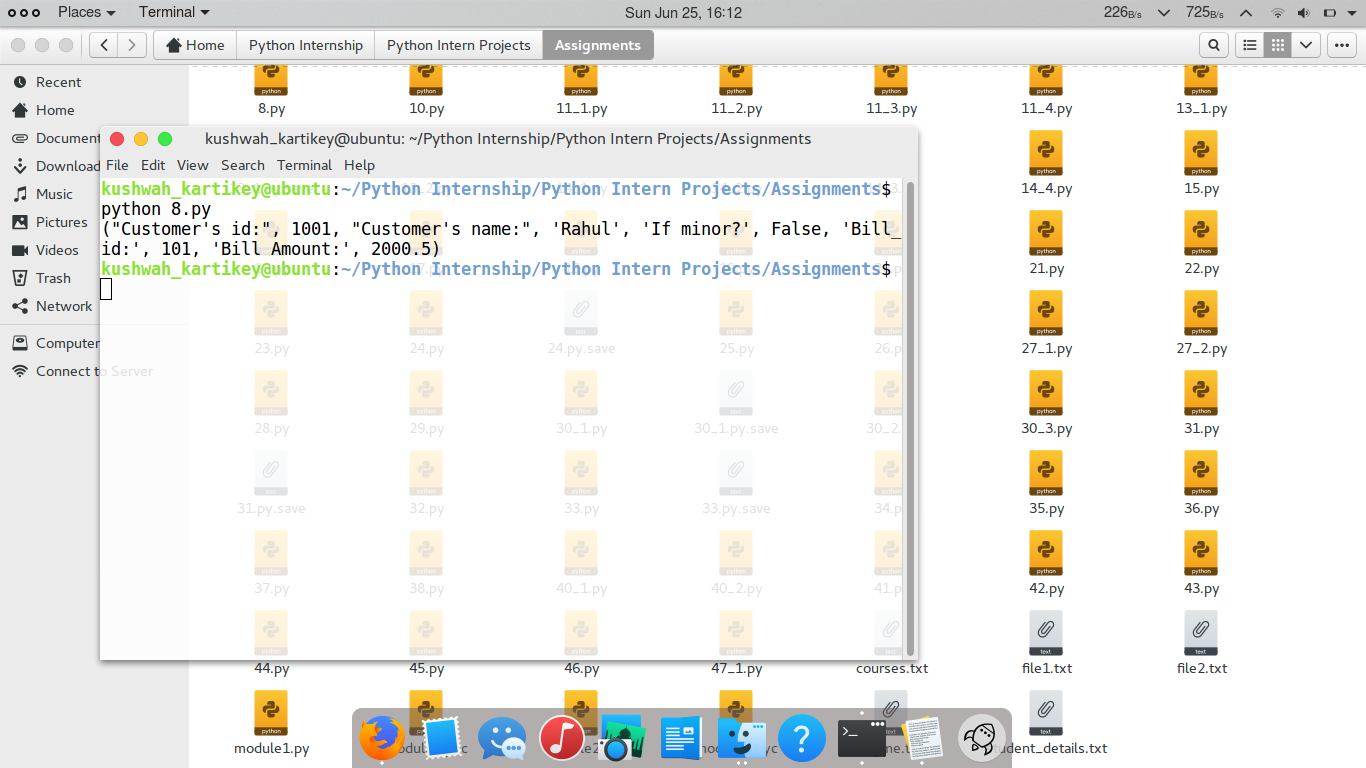 Places Terminal Sun Jun 25, 16:12 226B/s 725B/s
Home Python Internship Python Intern Projects Assignments
Recent
Home
Document
Download
Music
Pictures
Videos
Trash
Network
Computer
Connect to Server
8.py 10.py 11_1.py 11_2.py 11_3.py 11_4.py 13_1.py
kushwah_kartikey@ubuntu: ~/Python Internship/Python Intern Projects/Assignments
File Edit View Search Terminal Help
kushwah_kartikey@ubuntu:~/Python Internship/Python Intern Projects/Assignments$
python 8.py
("Customer's id:", 1001, "Customer's name:", 'Rahul', 'If minor?', False, 'Bill_
id:', 101, 'Bill Amount:', 2000.5)
kushwah_kartikey@ubuntu:~/Python Internship/Python Intern Projects/Assignments$
14_4.py 15.py
21.py 22.py
23.py 24.py 24.py.save 25.py 26.p 27_1.py 27_2.py
28.py 29.py 30_1.py 30_1.py.save 30_2. 30_3.py 31.py
31.py.save 32.py 33.py 33.py.save 34.p 35.py 36.py
37.py 38.py 40_1.py 40_2.py 41.p 42.py 43.py
44.py 45.py 46.py 47_1.py courses.txt file1.txt file2.txt
module1.py tudent_details.txt